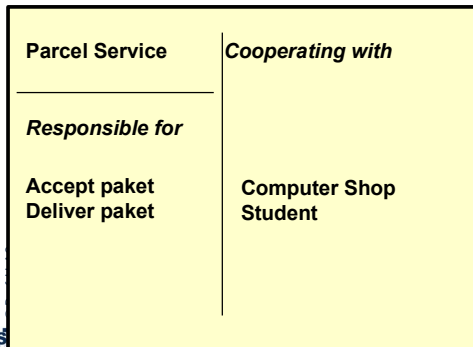 Parcel Service
Cooperating with
Responsible for
Accept paket
Deliver paket
Computer Shop
Student